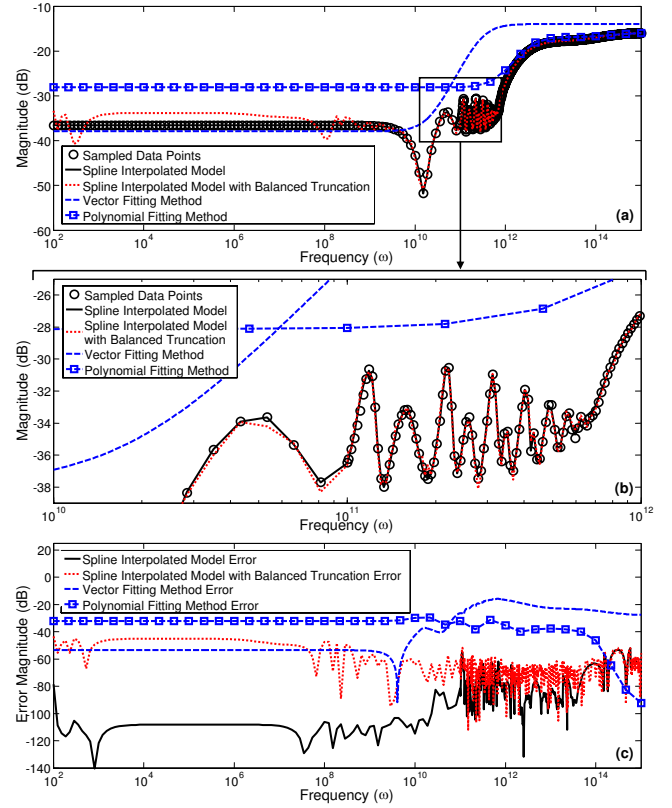 -10
-20
-30
-40
-50
-60
Magnitude (dB)
Sampled Data Points
Spline Interpolated Model
Spline Interpolated Model with Balanced Truncation
Vector Fitting Method
Polynomial Fitting Method
(a)
10^2 10^4 10^6 10^8 10^10 10^12 10^14
Frequency (ω)
-26
-28
-30
-32
-34
-36
-38
Magnitude (dB)
Sampled Data Points
Spline Interpolated Model
Spline Interpolated Model
with Balanced Truncation
Vector Fitting Method
Polynomial Fitting Method
(b)
10^10 10^11 10^12
Frequency (ω)
20
0
-20
-40
-60
-80
-100
-120
-140
Error Magnitude (dB)
Spline Interpolated Model Error
Spline Interpolated Model with Balanced Truncation Error
Vector Fitting Method Error
Polynomial Fitting Method Error
(c)
10^2 10^4 10^6 10^8 10^10 10^12 10^14
Frequency (ω)